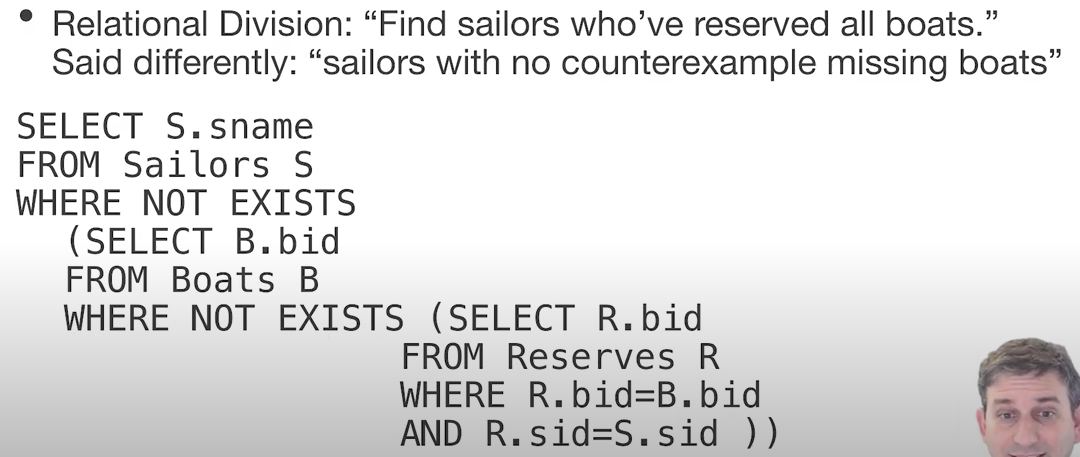 • Relational Division: “Find sailors who’ve reserved all boats.”
Said differently: “sailors with no counterexample missing boats”
SELECT S.sname
FROM Sailors S
WHERE NOT EXISTS
(SELECT B.bid
FROM Boats B
WHERE NOT EXISTS (SELECT R.bid
FROM Reserves R
WHERE R.bid=B.bid
AND R.sid=S.sid ))